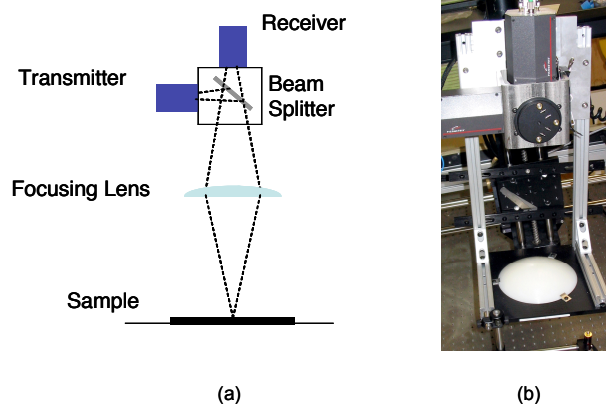 Receiver
Transmitter
Beam
Splitter
Focusing Lens
Sample
(a)
(b)